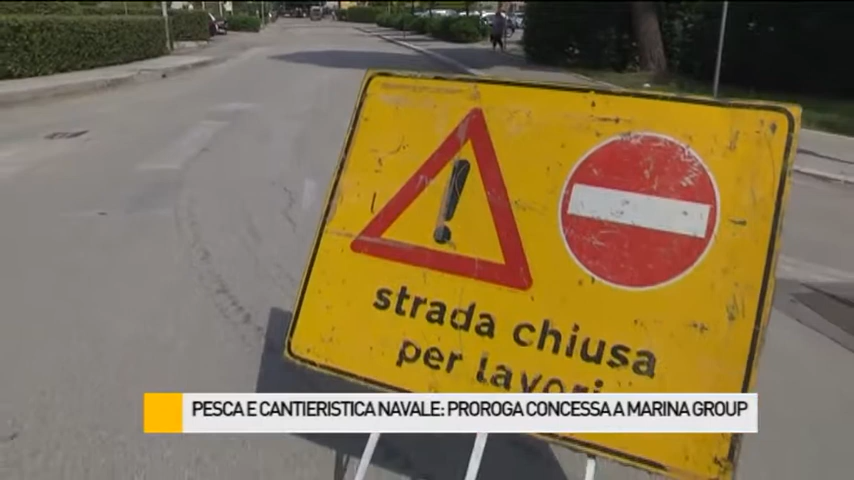 strada chiusa
per lavori
PESCA E CANTIERISTICA NAVALE: PROROGA CONCESSA A MARINA GROUP